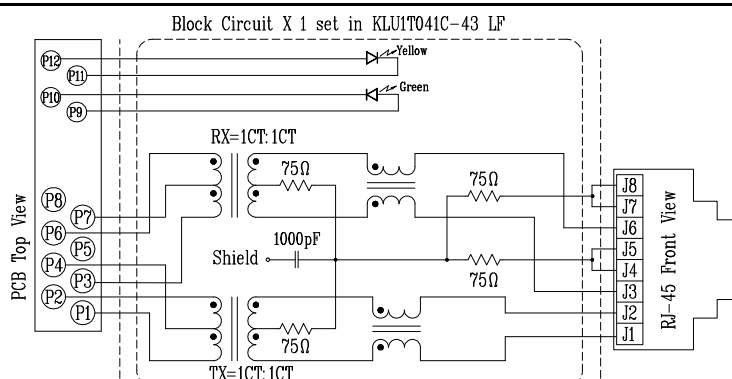 Block Circuit X 1 set in KLU1T041C-43 LF
P12
Yellow
P11
P10
Green
P9
RX=1CT:1CT
75Ω
75Ω
P8
P7
P6
P5
P4
P3
P2
P1
PCB Top View
1000pF
Shield
75Ω
75Ω
TX=1CT:1CT
J8
J7
J6
J5
J4
J3
J2
J1
RJ-45 Front View